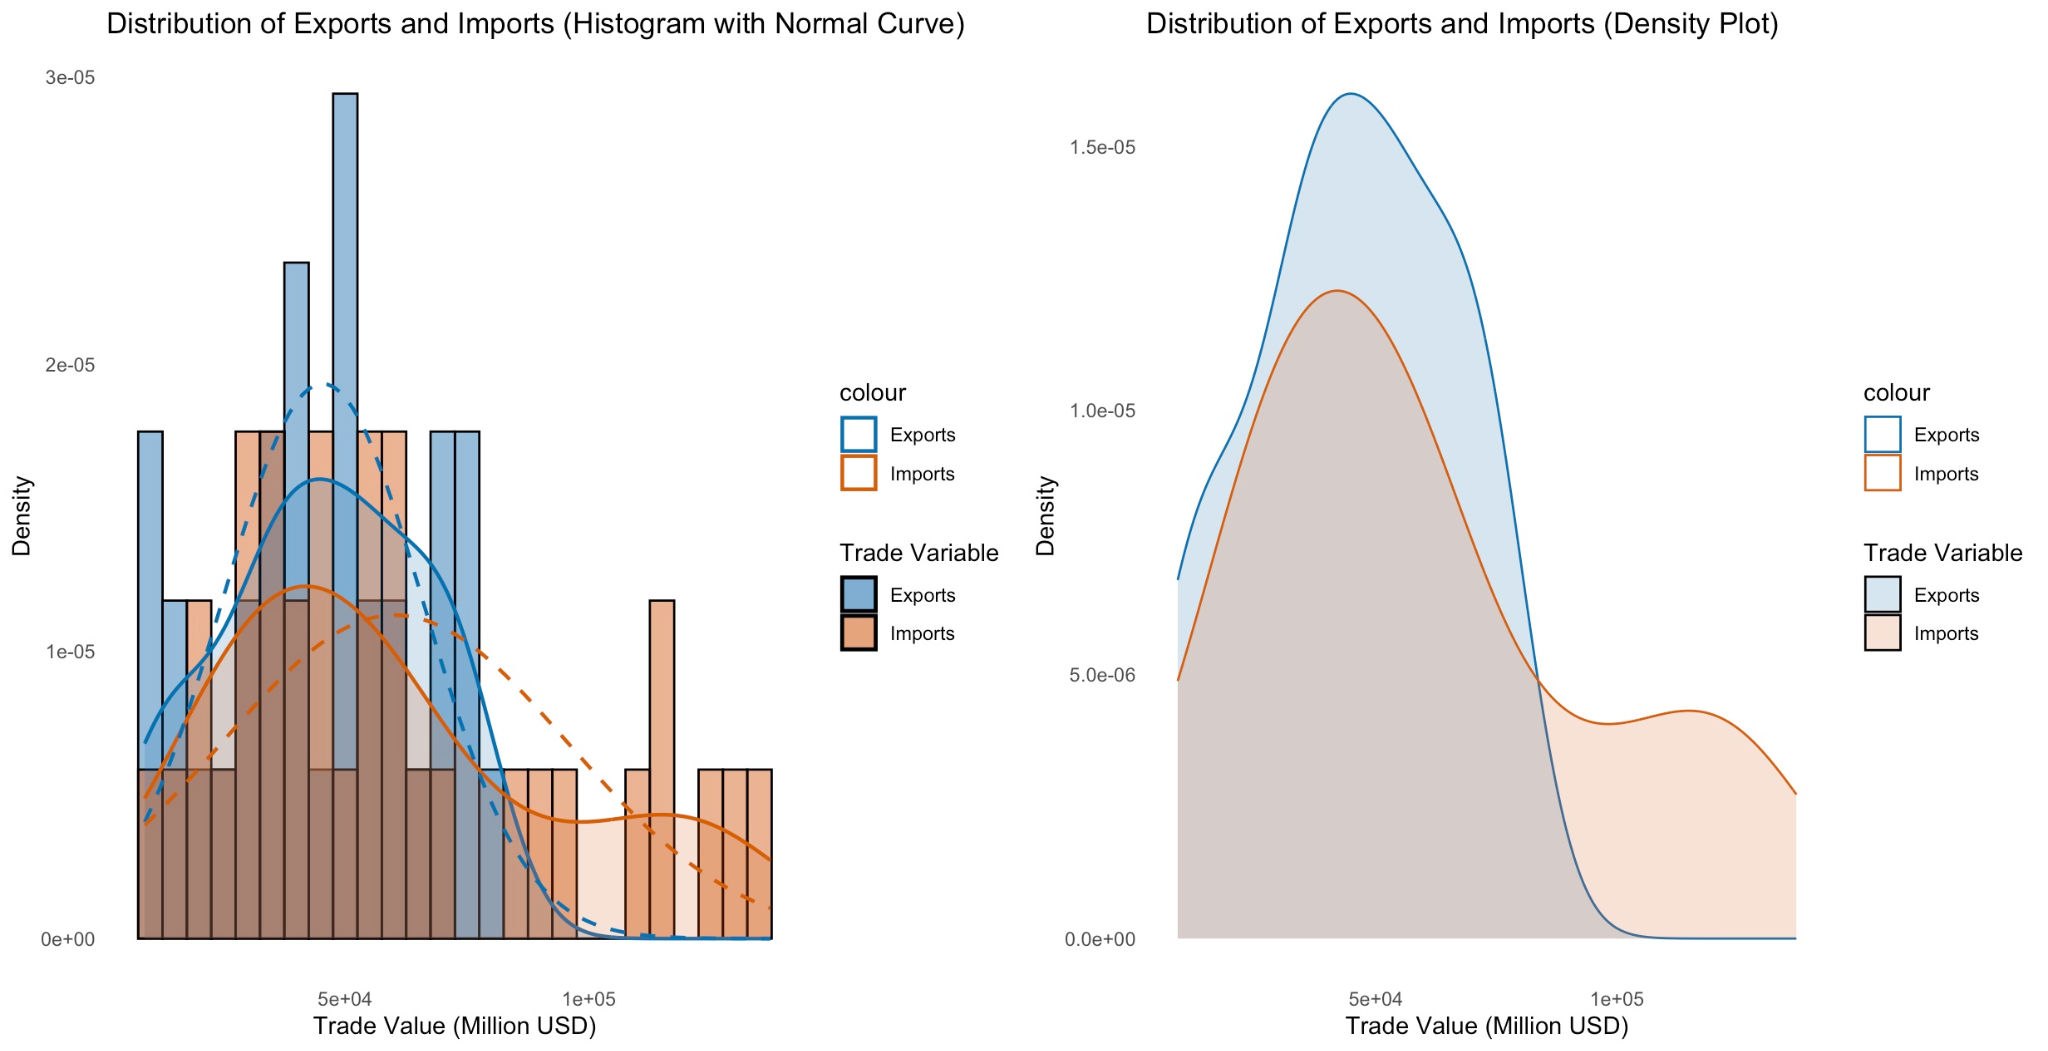 Distribution of Exports and Imports (Histogram with Normal Curve)
3e-05
2e-05
1e-05
0e+00
Density
5e+04
1e+05
Trade Value (Million USD)
colour
Exports
Imports
Trade Variable
Exports
Imports
Distribution of Exports and Imports (Density Plot)
1.5e-05
1.0e-05
5.0e-06
0.0e+00
Density
5e+04
1e+05
Trade Value (Million USD)
colour
Exports
Imports
Trade Variable
Exports
Imports